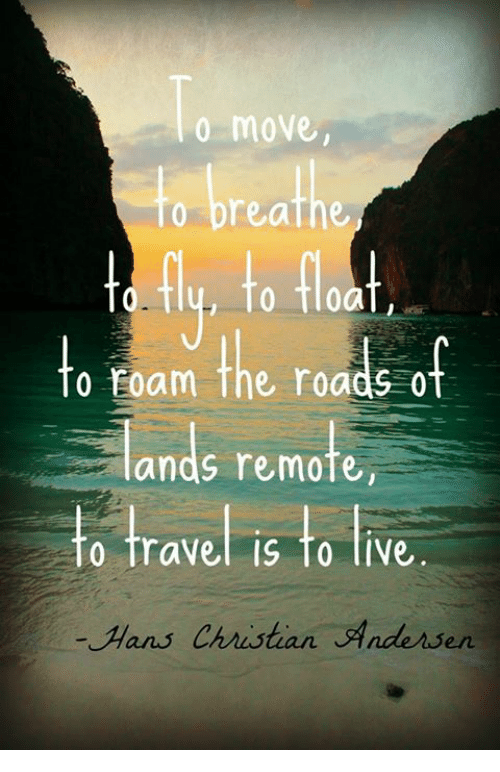 To move,
to breathe,
to fly, to float,
to roam the roads of
lands remote,
to travel is to live.
- Hans Christian Andersen